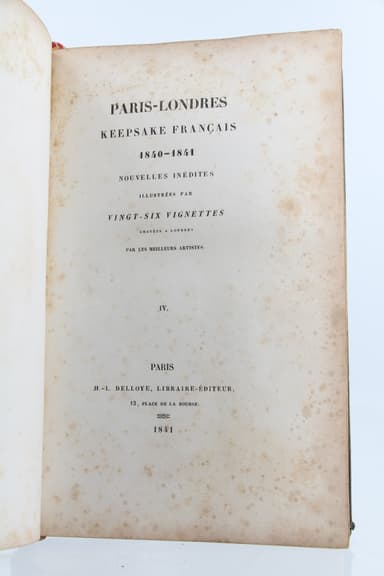 PARIS-LONDRES
KEEPSAKE FRANÇAIS
1840-1841
NOUVELLES INÉDITES
ILLUSTRÉES PAR
VINGT-SIX VIGNETTES
GRAVÉES A LONDRES
PAR LES MEILLEURS ARTISTES.
IV.
PARIS
H.-L. DELLOYE, LIBRAIRE-ÉDITEUR,
13, PLACE DE LA BOURSE.
1841